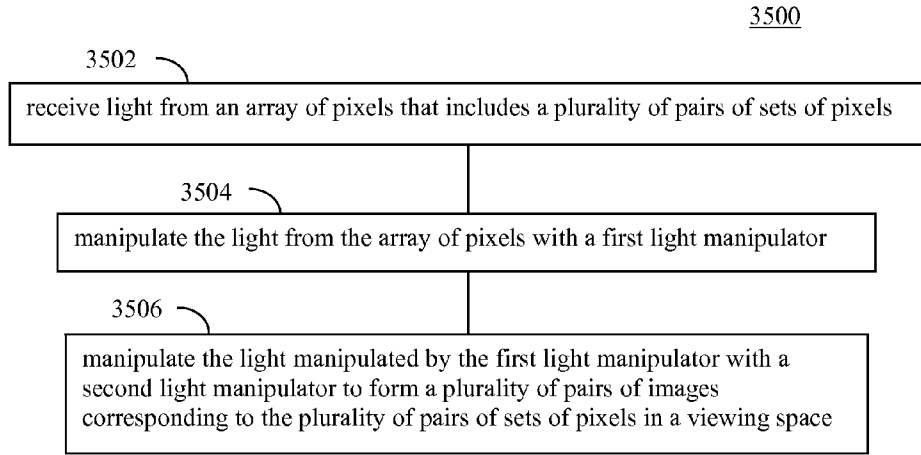 3500
3502
receive light from an array of pixels that includes a plurality of pairs of sets of pixels
3504
manipulate the light from the array of pixels with a first light manipulator
3506
manipulate the light manipulated by the first light manipulator with a
second light manipulator to form a plurality of pairs of images
corresponding to the plurality of pairs of sets of pixels in a viewing space